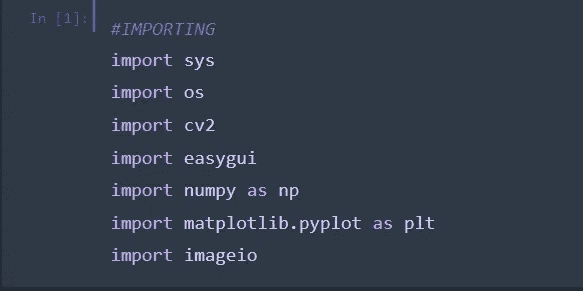 In [1]:
#IMPORTING
import sys
import os
import cv2
import easygui
import numpy as np
import matplotlib.pyplot as plt
import imageio